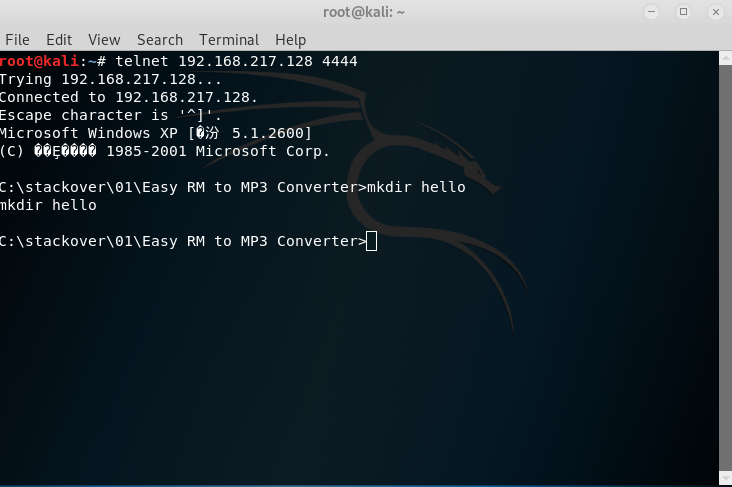 root@kali: ~
File Edit View Search Terminal Help
root@kali:~# telnet 192.168.217.128 4444
Trying 192.168.217.128...
Connected to 192.168.217.128.
Escape character is '^]'.
Microsoft Windows XP [�汾 5.1.2600]
(C) ��Ȩ���� 1985-2001 Microsoft Corp.
C:\stackover\01\Easy RM to MP3 Converter>mkdir hello
mkdir hello
C:\stackover\01\Easy RM to MP3 Converter>